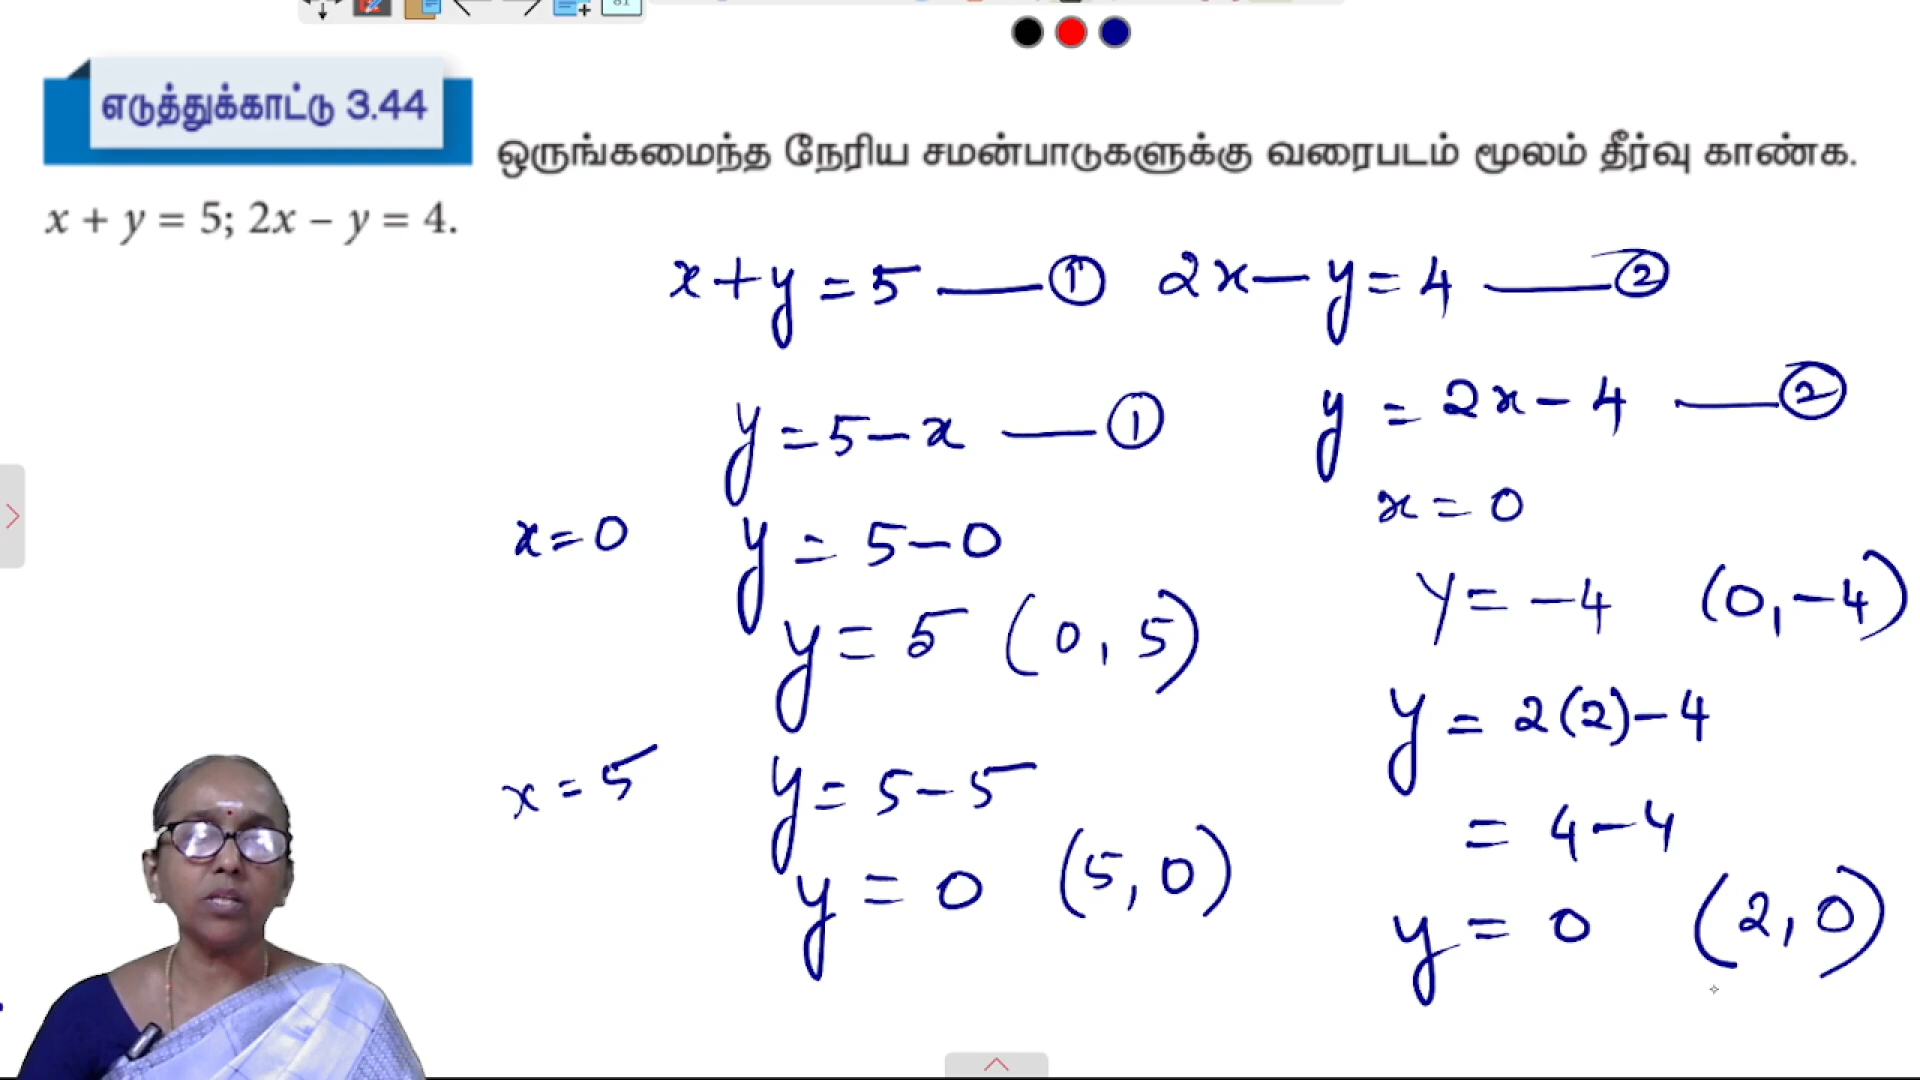 எடுத்துக்காட்டு 3.44
ஒருங்கமைந்த நேரிய சமன்பாடுகளுக்கு வரைபடம் மூலம் தீர்வு காண்க.
x + y = 5; 2x – y = 4.
x + y = 5 — ①
2x – y = 4 — ②
y = 5 – x — ①
y = 2x – 4 — ②
x = 0
y = 5 – 0
y = 5 (0, 5)
x = 5
y = 5 – 5
y = 0 (5, 0)
x = 0
y = –4 (0, –4)
y = 2(2) – 4
= 4 – 4
y = 0 (2, 0)